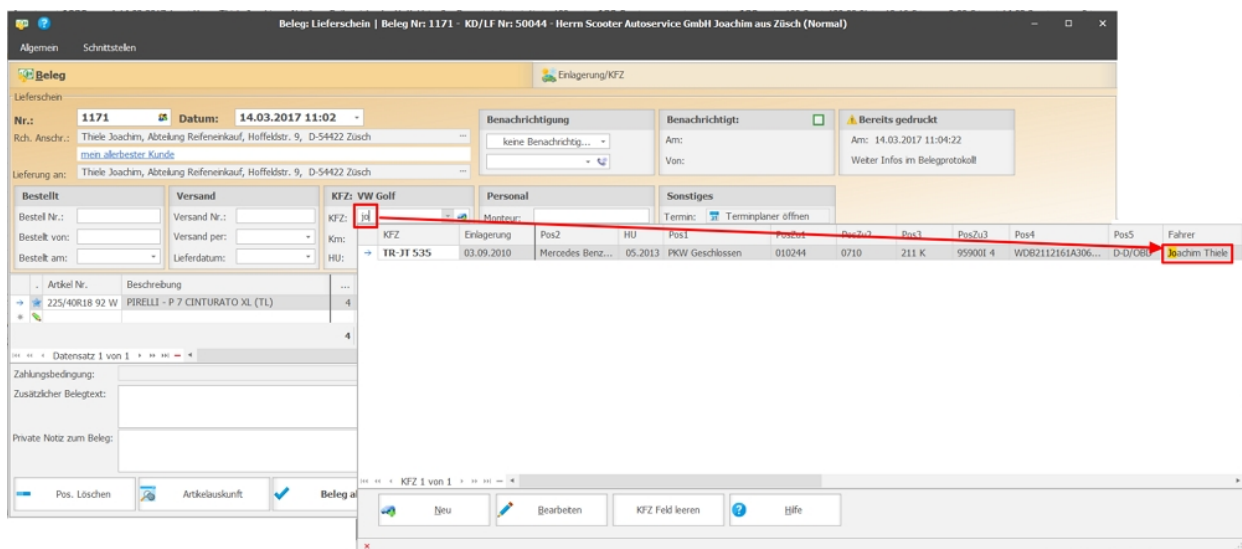 Beleg: Lieferschein | Beleg Nr: 1171 - KD/LF Nr: 50044 - Herrn Scooter Autoservice GmbH Joachim aus Züsch (Normal)
Allgemein Schnittstellen
Beleg Einlagerung/KFZ
Lieferschein
Nr.: 1171 Datum: 14.03.2017 11:02
Rch. Anschr.: Thiele Joachim, Abteilung Reifeneinkauf, Hoffeldstr. 9, D-54422 Züsch ...
mein allerbester Kunde
Lieferung an: Thiele Joachim, Abteilung Reifeneinkauf, Hoffeldstr. 9, D-54422 Züsch ...
Benachrichtigung
keine Benachrichtig...
Benachrichtigt:
Am:
Von:
Bereits gedruckt
Am: 14.03.2017 11:04:22
Weiter Infos im Belegprotokoll!
Bestellt Versand KFZ: VW Golf Personal Sonstiges
Bestell Nr.: Versand Nr.: KFZ: jo Monteur: Termin: Terminplaner öffnen
Bestellt von: Versand per: Km:
Bestellt am: Lieferdatum: HU:
KFZ Einlagerung Pos2 HU Pos1 PosZu1 PosZu2 Pos3 PosZu3 Pos4 Pos5 Fahrer
TR-JT 535 03.09.2010 Mercedes Benz... 05.2013 PKW Geschlossen 010244 0710 211 K 95900I 4 WDB2112161A306... D-D/OBD Joachim Thiele
. Artikel Nr. Beschreibung ...
225/40R18 92 W PIRELLI - P 7 CINTURATO XL (TL) 4
4
Datensatz 1 von 1
Zahlungsbedingung:
Zusätzlicher Belegtext:
Private Notiz zum Beleg:
KFZ 1 von 1
Pos. Löschen Artikelauskunft Beleg al
Neu Bearbeiten KFZ Feld leeren Hilfe